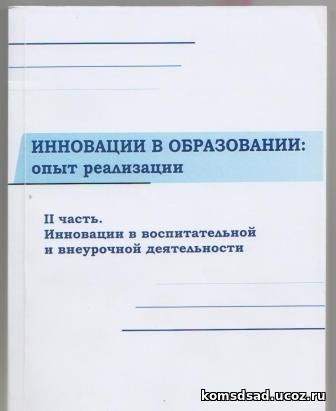 ИННОВАЦИИ В ОБРАЗОВАНИИ:
опыт реализации
II часть.
Инновации в воспитательной
и внеурочной деятельности
komsdsad.ucoz.ru